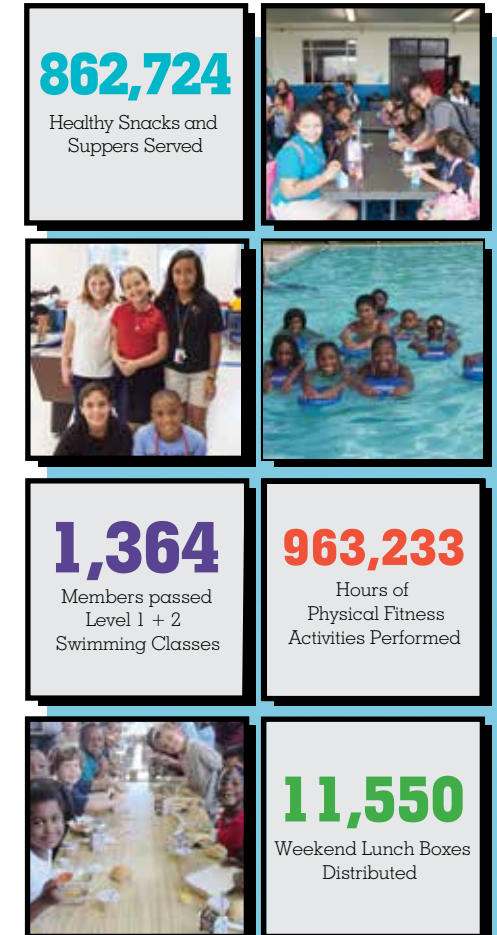 862,724
Healthy Snacks and
Suppers Served
1,364
Members passed
Level 1 + 2
Swimming Classes
963,233
Hours of
Physical Fitness
Activities Performed
11,550
Weekend Lunch Boxes
Distributed